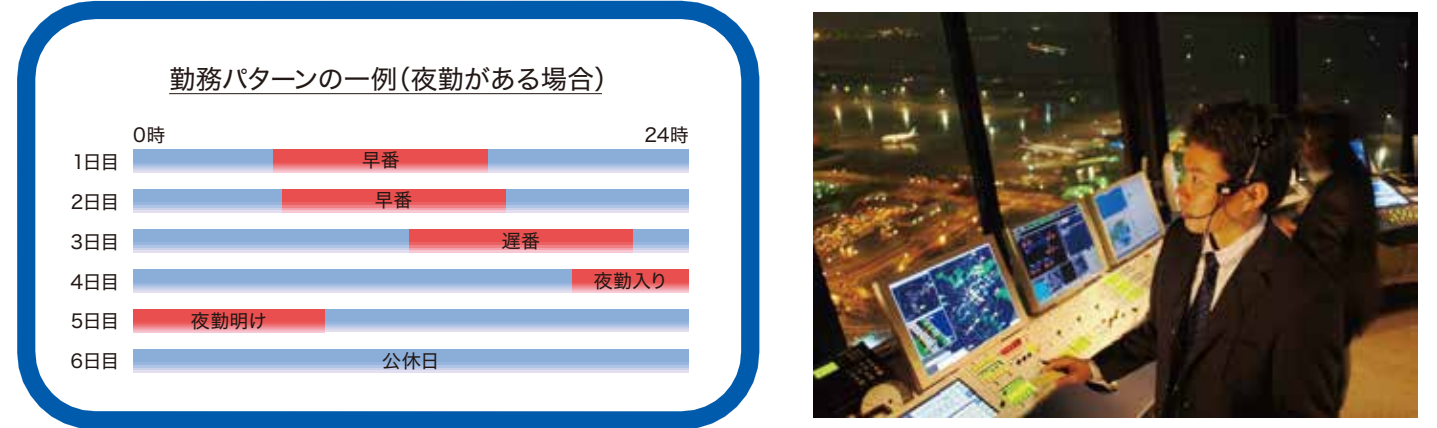 勤務パターンの一例(夜勤がある場合)
0時 24時
1日目 早番
2日目 早番
3日目 遅番
4日目 夜勤入り
5日目 夜勤明け
6日目 公休日